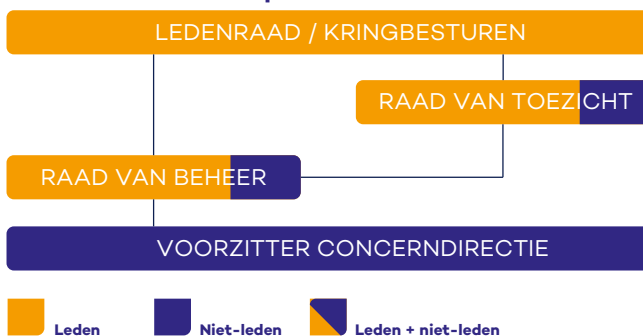 LEDENRAAD / KRINGBESTUREN
RAAD VAN TOEZICHT
RAAD VAN BEHEER
VOORZITTER CONCERNDIRECTIE
Leden Niet-leden Leden + niet-leden